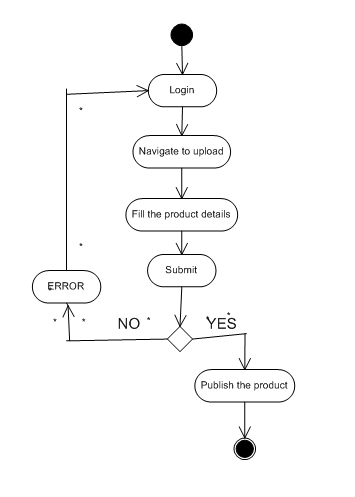 Login
Navigate to upload
Fill the product details
Submit
ERROR
NO
YES
Publish the product